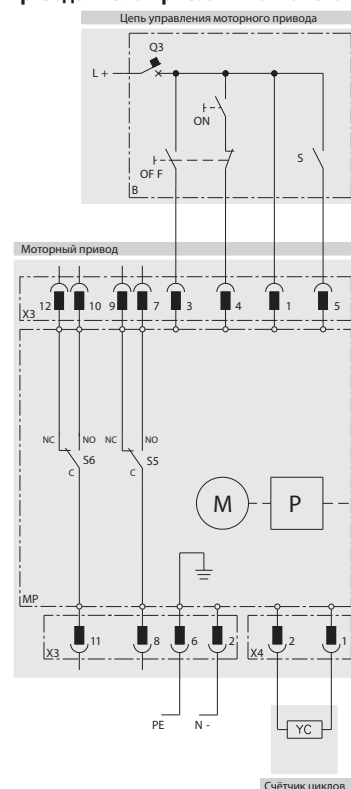 Цепь управления моторного привода
Q3
L +
ON
OF F
S
B
Моторный привод
X3
12
10
9
7
3
4
1
5
NC
NO
S6
C
NC
NO
S5
C
M
P
MP
X3
11
8
6
2
X4
2
1
PE
N -
YC
Счётчик циклов